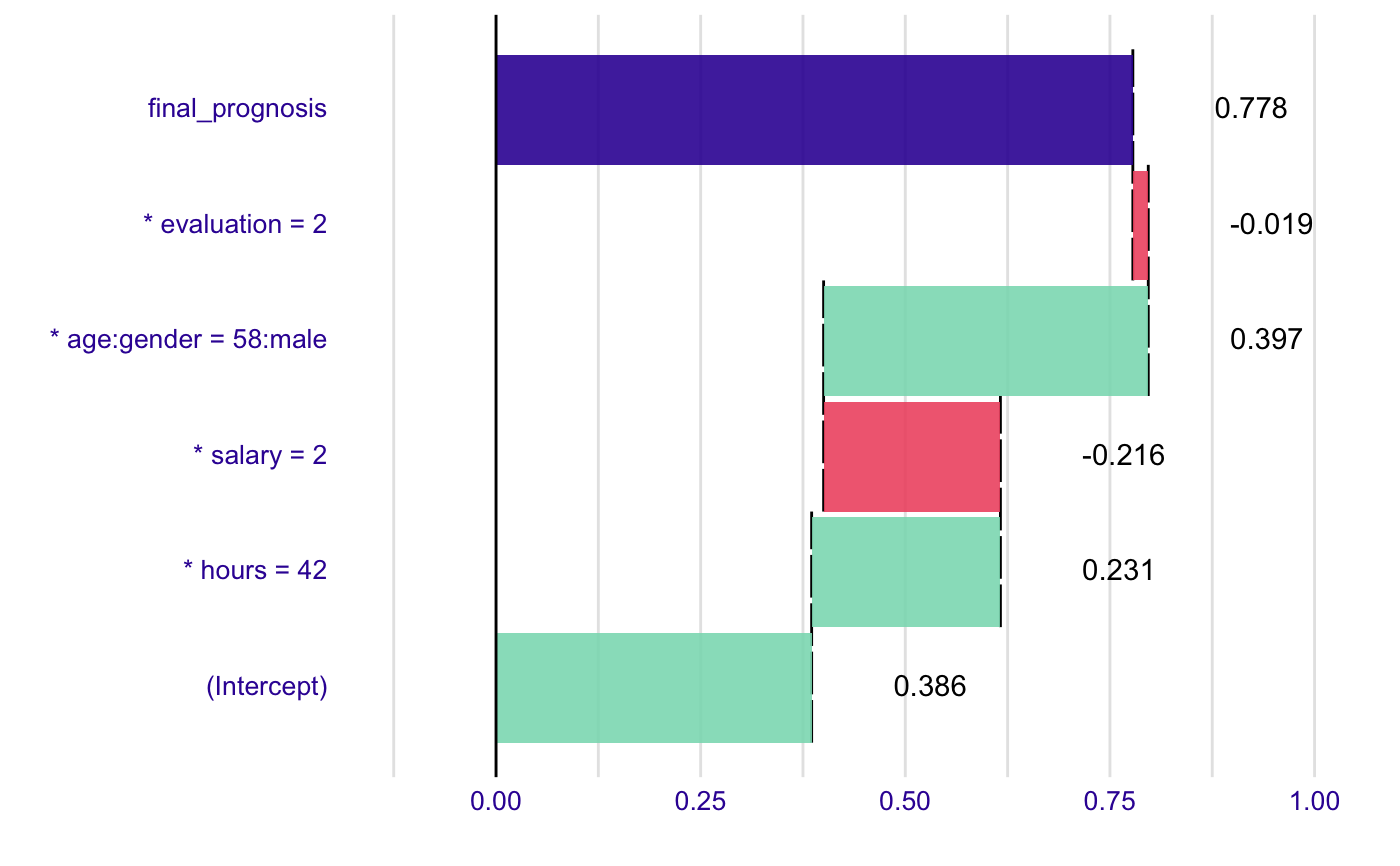 final_prognosis 0.778
* evaluation = 2 -0.019
* age:gender = 58:male 0.397
* salary = 2 -0.216
* hours = 42 0.231
(Intercept) 0.386
0.00 0.25 0.50 0.75 1.00